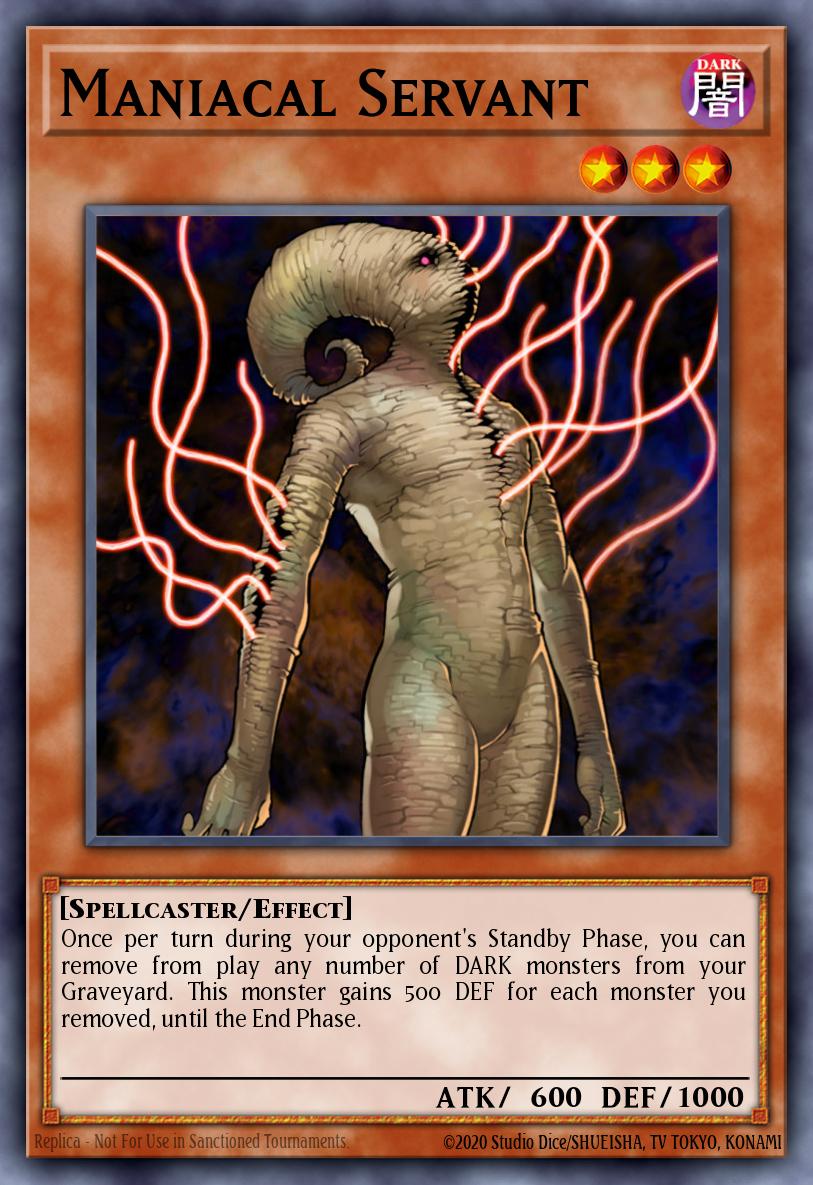 Maniacal Servant
DARK
闇
[Spellcaster/Effect]
Once per turn during your opponent's Standby Phase, you can
remove from play any number of DARK monsters from your
Graveyard. This monster gains 500 DEF for each monster you
removed, until the End Phase.
ATK/ 600 DEF/1000
Replica - Not For Use in Sanctioned Tournaments.
©2020 Studio Dice/SHUEISHA, TV TOKYO, KONAMI